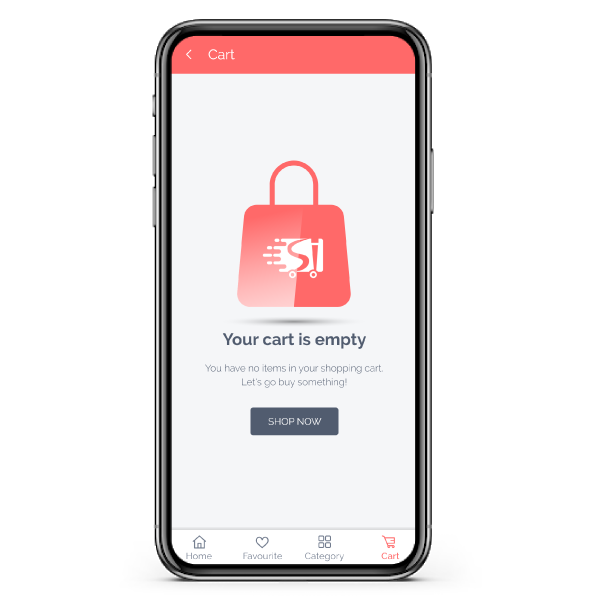 Cart
Your cart is empty
You have no items in your shopping cart.
Let's go buy something!
SHOP NOW
Home Favourite Category Cart